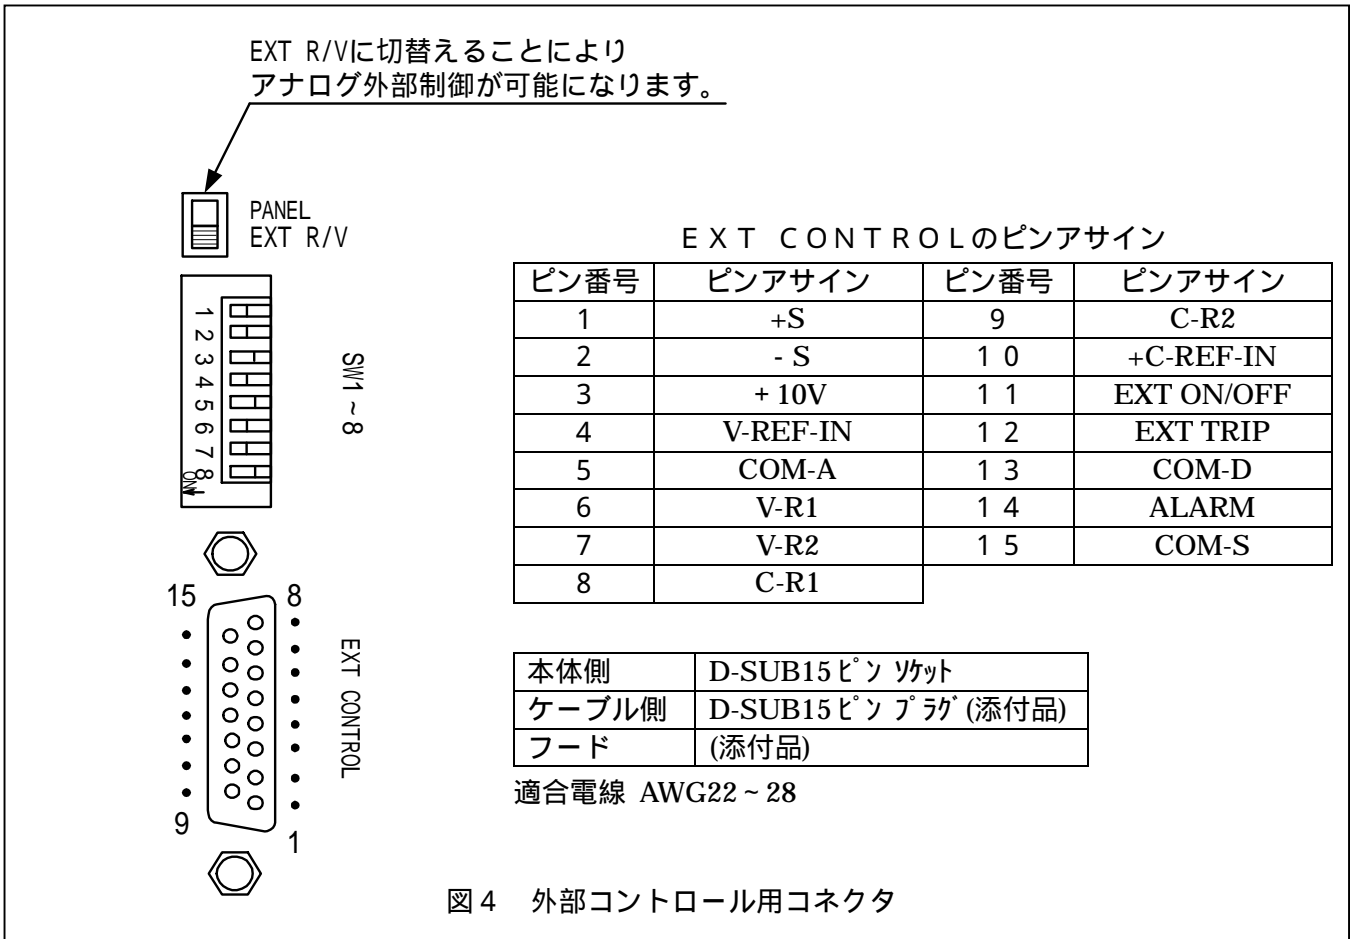 EXT R/Vに切替えることにより
アナログ外部制御が可能になります。
PANEL
EXT R/V
1 2 3 4 5 6 7 8
ON
SW1～8
15 8
9 1
EXT CONTROL
ＥＸＴ ＣＯＮＴＲＯＬのピンアサイン
ピン番号 ピンアサイン ピン番号 ピンアサイン
1 +S 9 C-R2
2 - S 10 +C-REF-IN
3 +10V 11 EXT ON/OFF
4 V-REF-IN 12 EXT TRIP
5 COM-A 13 COM-D
6 V-R1 14 ALARM
7 V-R2 15 COM-S
8 C-R1
本体側 D-SUB15ﾋﾟﾝ ｿｹｯﾄ
ケーブル側 D-SUB15ﾋﾟﾝ ﾌﾟﾗｸﾞ(添付品)
フード (添付品)
適合電線 AWG22～28
図４ 外部コントロール用コネクタ